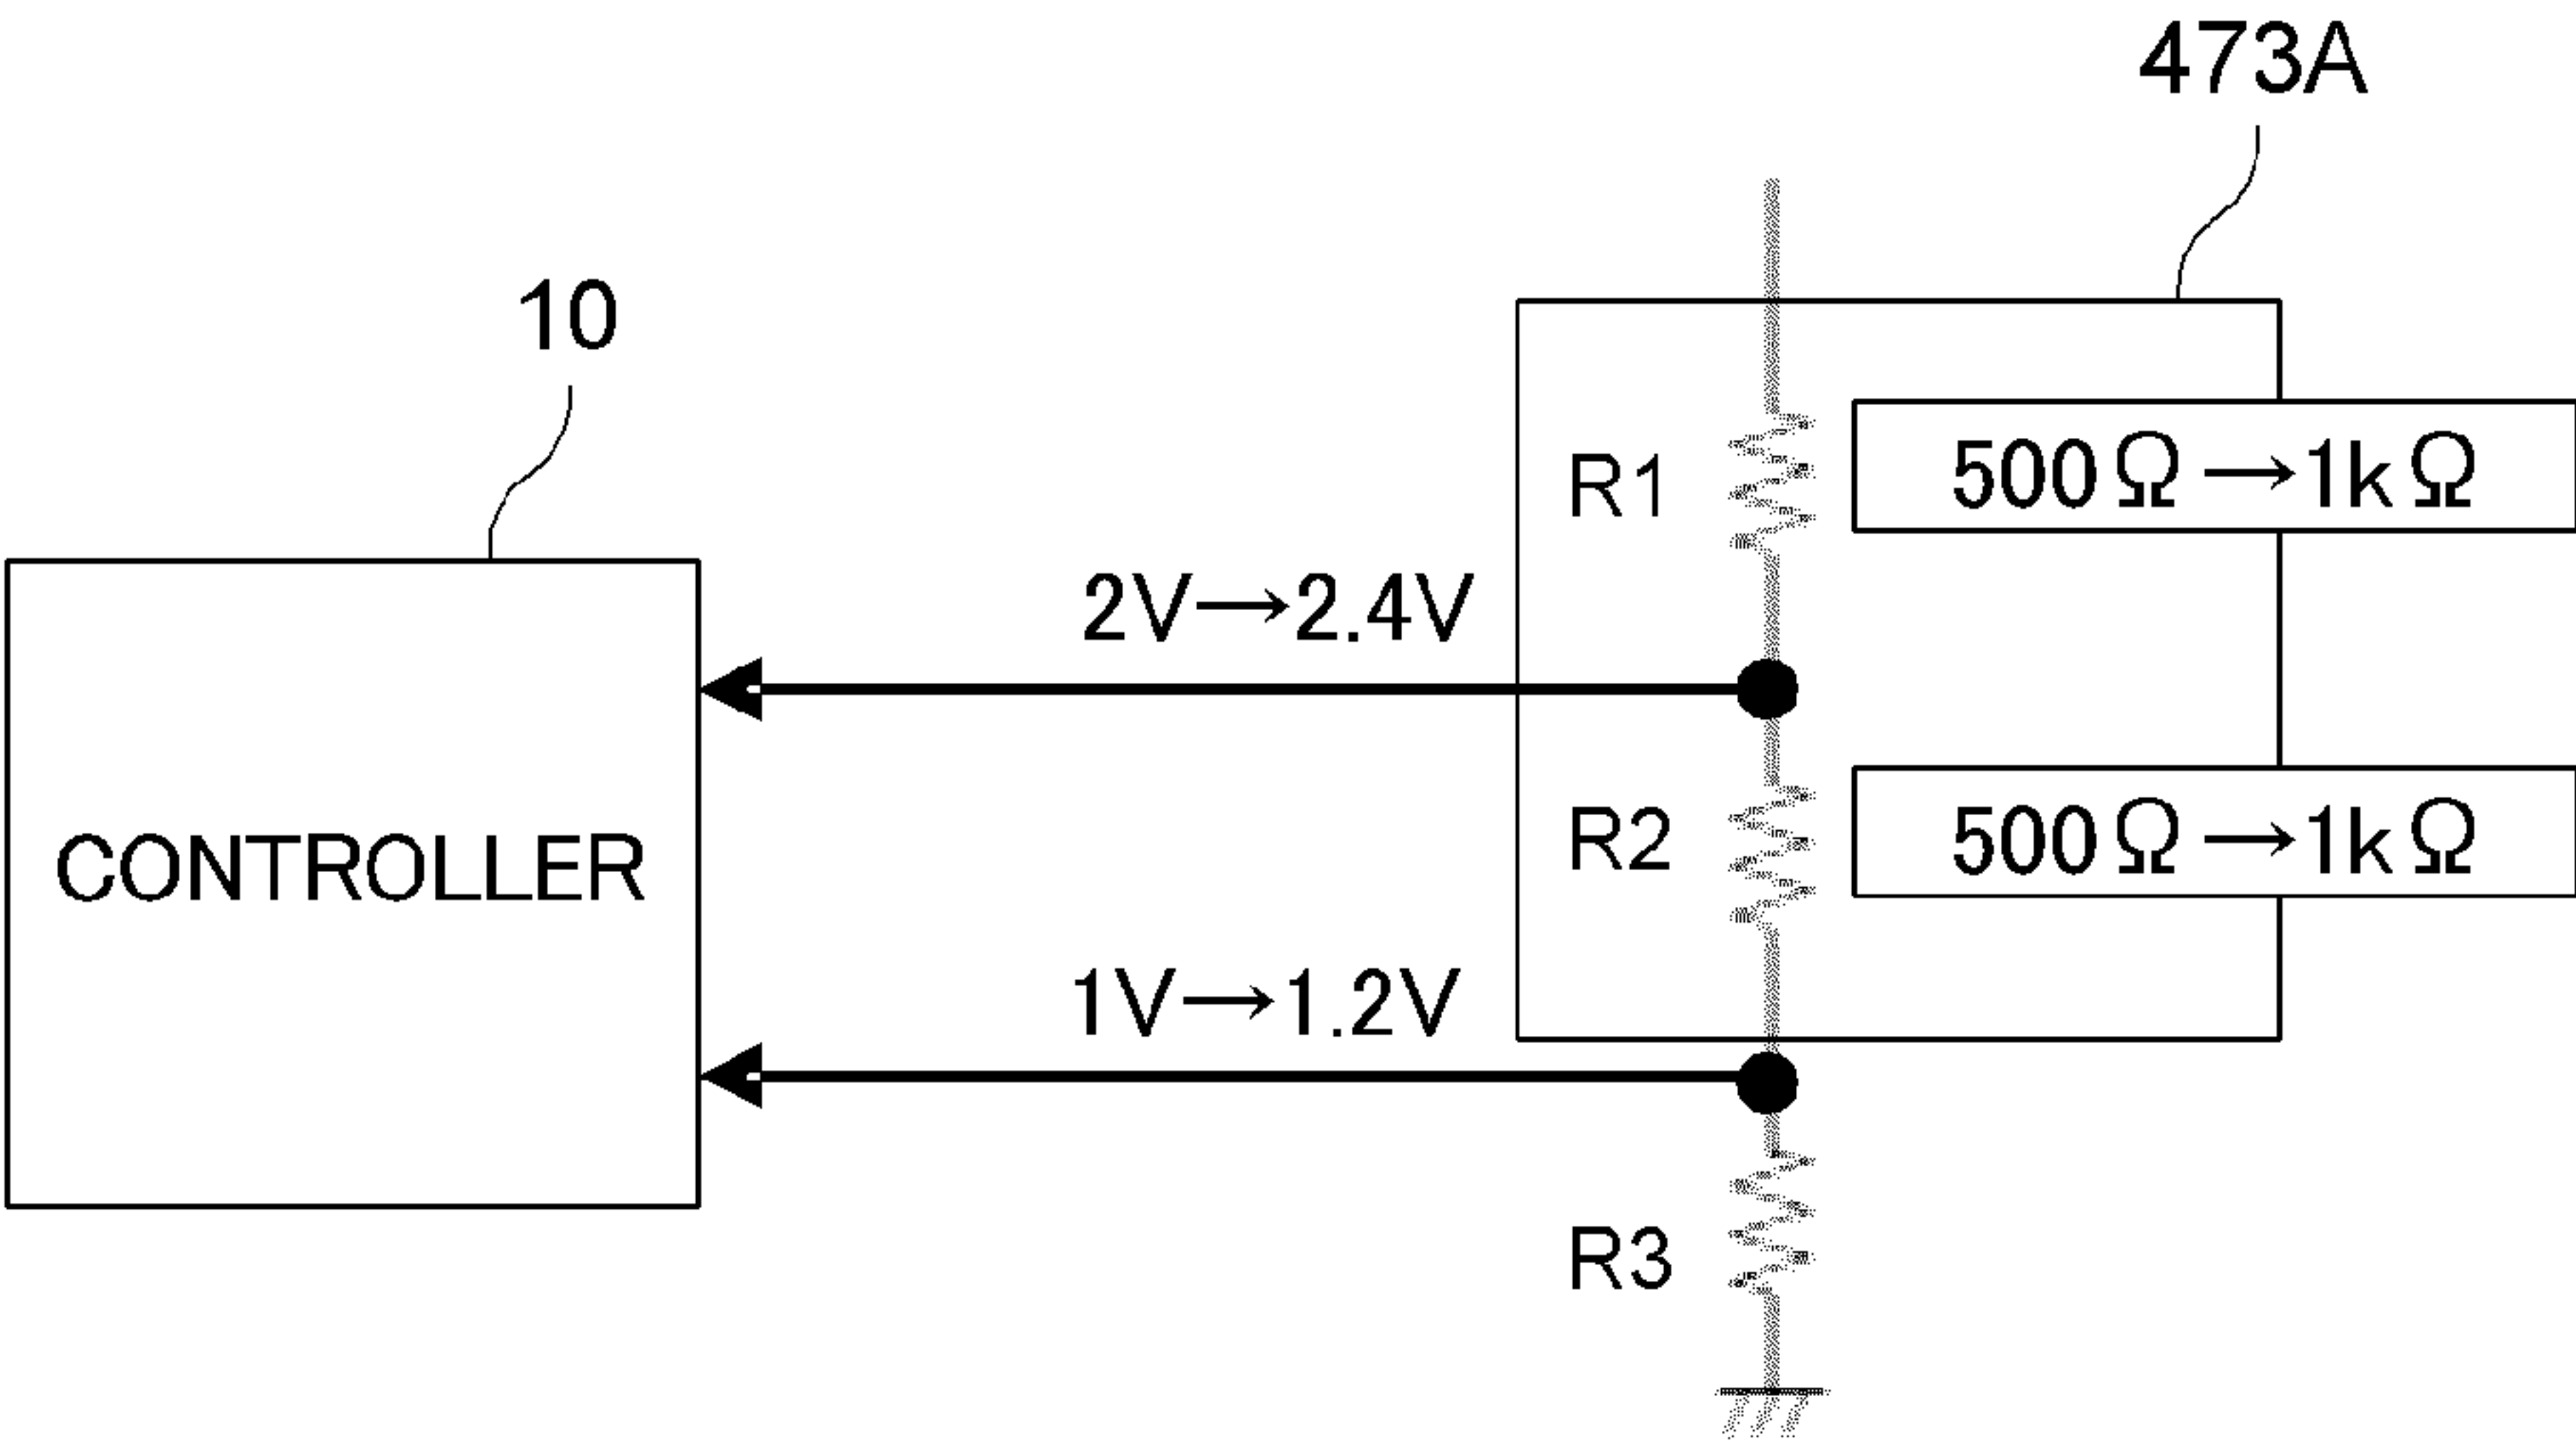 473A
10
R1
500Ω→1kΩ
2V→2.4V
R2
500Ω→1kΩ
CONTROLLER
1V→1.2V
R3